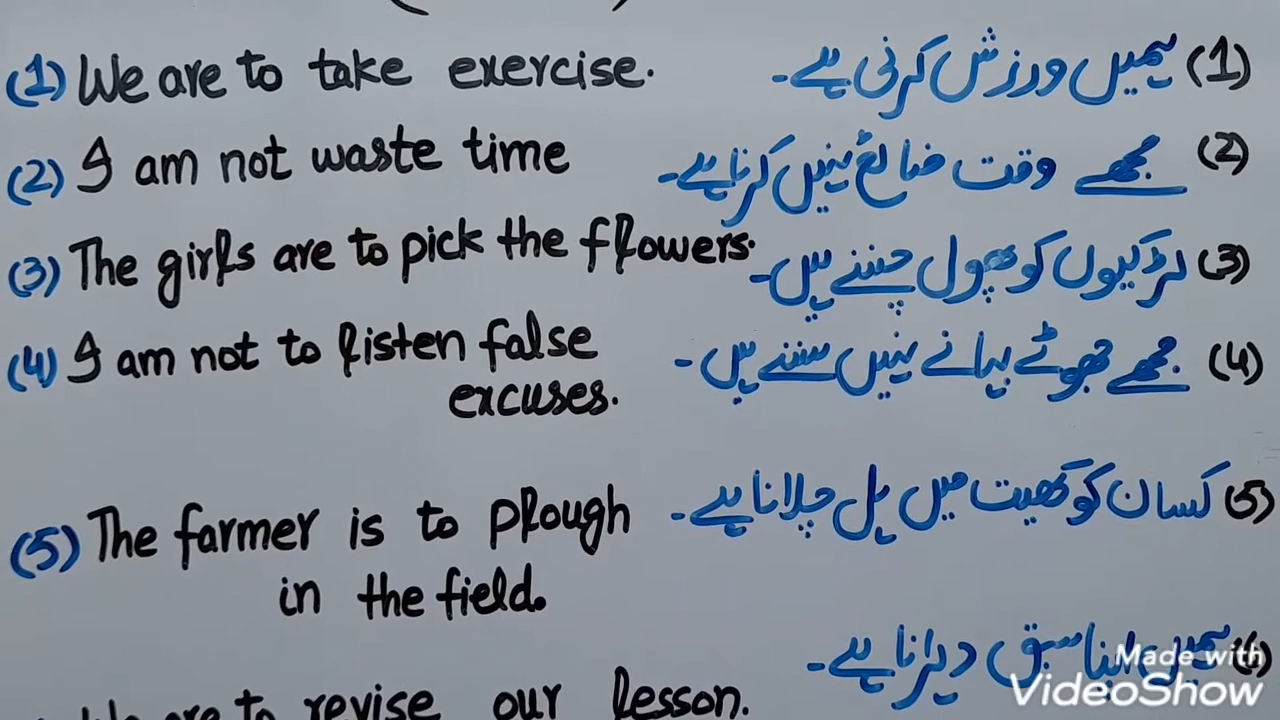 (1) We are to take exercise. ہمیں ورزش کرنی ہے۔ (1)
(2) I am not waste time مجھے وقت ضائع نہیں کرنا ہے۔ (2)
(3) The girls are to pick the flowers. لڑکیوں کو پھول چننے ہیں۔ (3)
(4) I am not to listen false مجھے جھوٹے بہانے نہیں سننے ہیں۔ (4)
excuses.
(5) The farmer is to plough کسان کو کھیت میں ہل چلانا ہے۔ (5)
in the field.
ہمیں اپنا سبق دہرانا ہے۔ (6)
We are to revise our lesson.
Made with
VideoShow